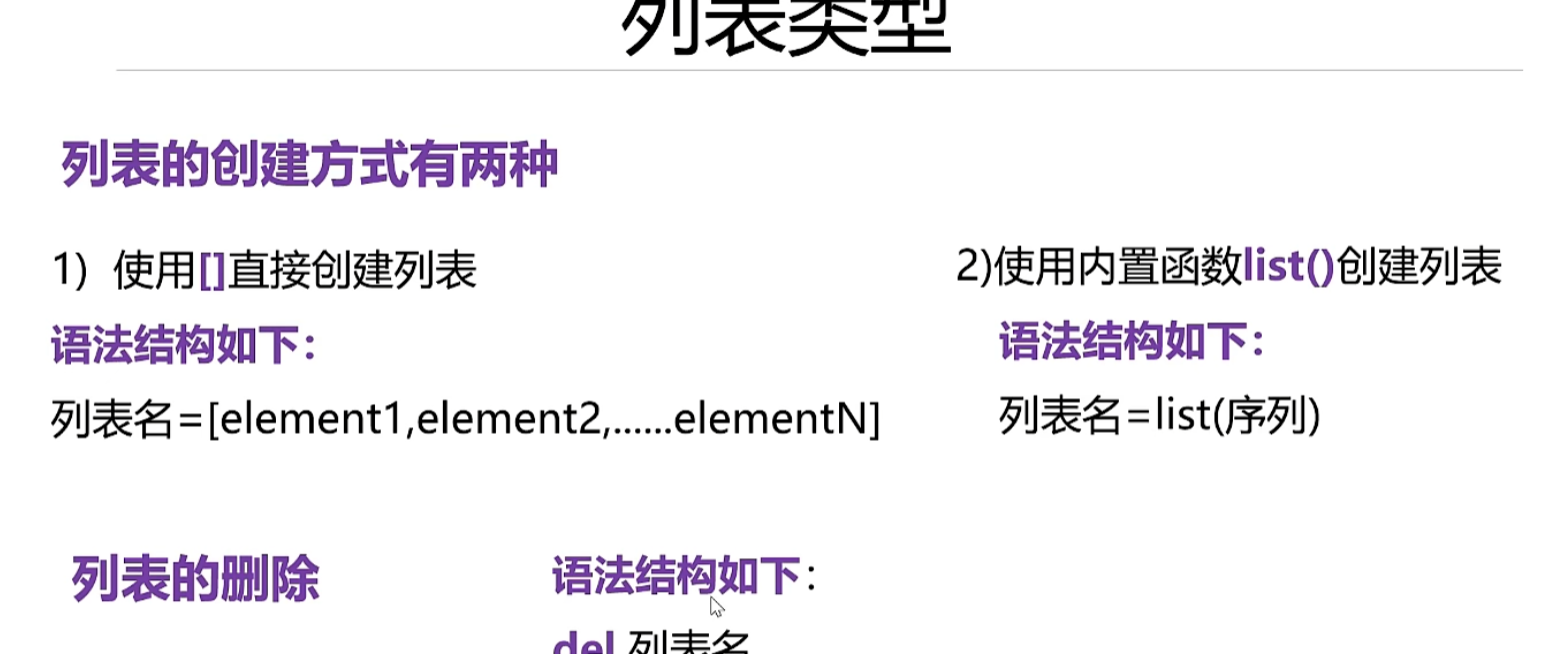 列表类型
列表的创建方式有两种
1) 使用[]直接创建列表
语法结构如下：
列表名=[element1,element2,......elementN]
2)使用内置函数list()创建列表
语法结构如下：
列表名=list(序列)
列表的删除
语法结构如下：
del 列表名